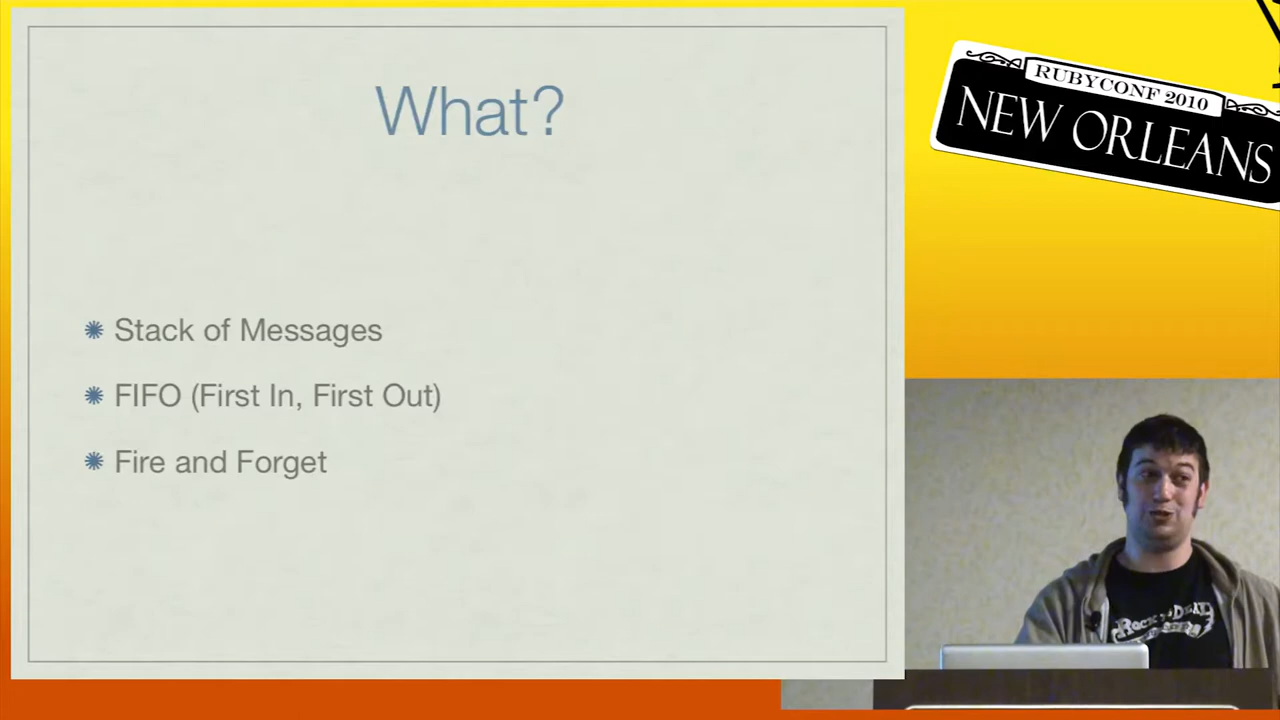 What?
Stack of Messages
FIFO (First In, First Out)
Fire and Forget
RUBYCONF 2010
NEW ORLEANS